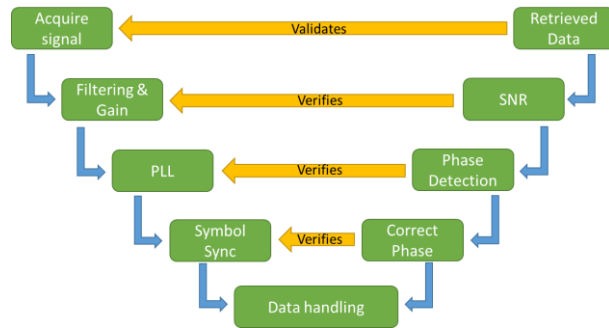 Acquire
signal
Validates
Retrieved
Data
Filtering &
Gain
Verifies
SNR
PLL
Verifies
Phase
Detection
Symbol
Sync
Verifies
Correct
Phase
Data handling